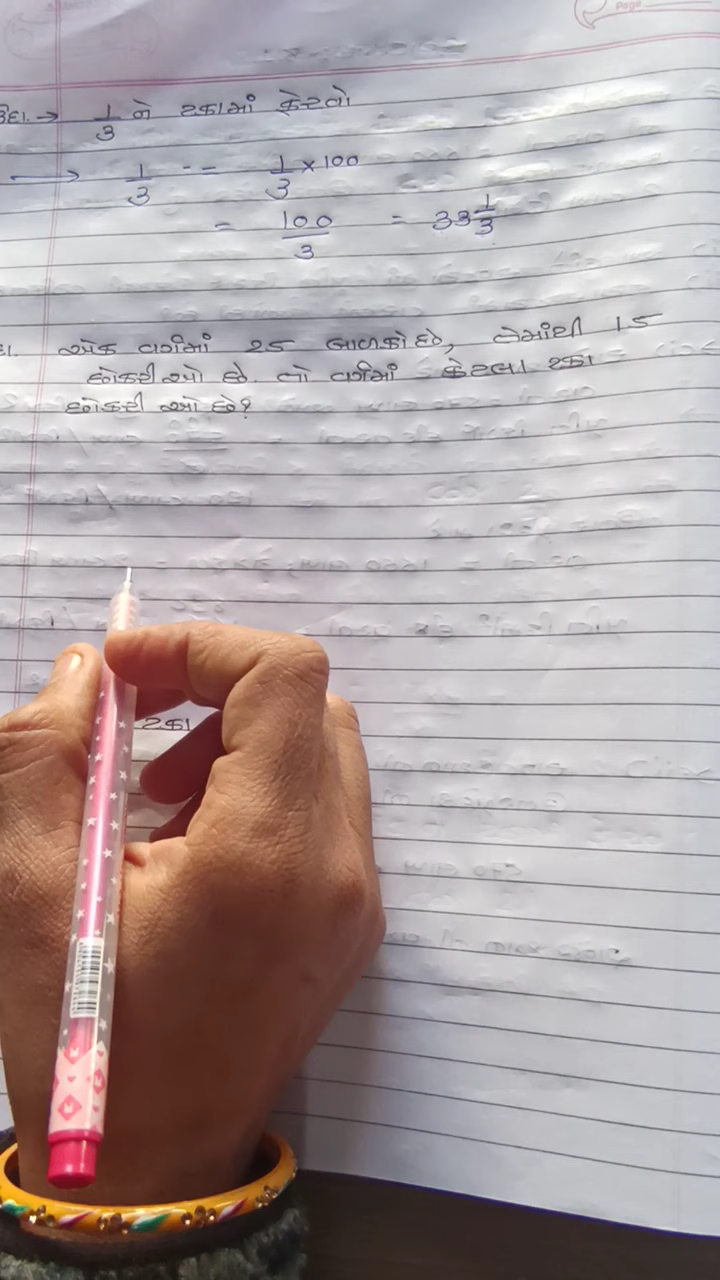 ઉદા. → 1/3 ને ટકામાં ફેરવો
→ 1/3 = 1/3 × 100
= 100/3 = 33 1/3
દા. એક વર્ગમાં 25 બાળકો છે, તેમાંથી 15
છોકરીઓ છે. તો વર્ગમાં કેટલા ટકા
છોકરીઓ છે?
ટકા
Page